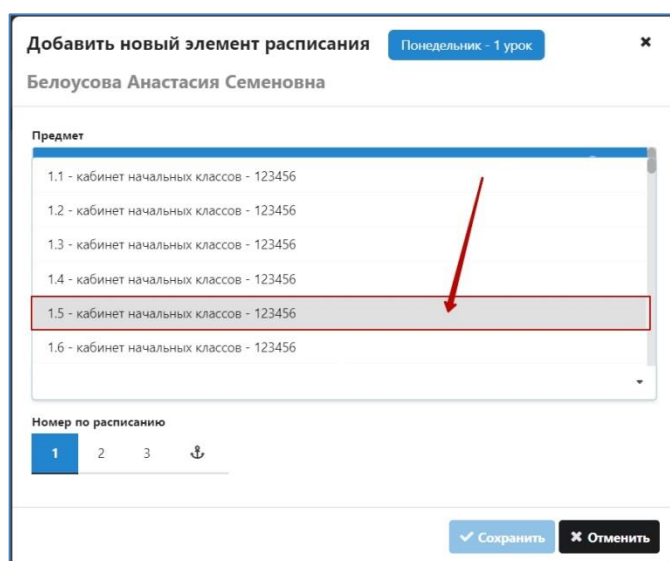 Добавить новый элемент расписания Понедельник - 1 урок
Белоусова Анастасия Семеновна
Предмет
1.1 - кабинет начальных классов - 123456
1.2 - кабинет начальных классов - 123456
1.3 - кабинет начальных классов - 123456
1.4 - кабинет начальных классов - 123456
1.5 - кабинет начальных классов - 123456
1.6 - кабинет начальных классов - 123456
Номер по расписанию
1 2 3
Сохранить Отменить